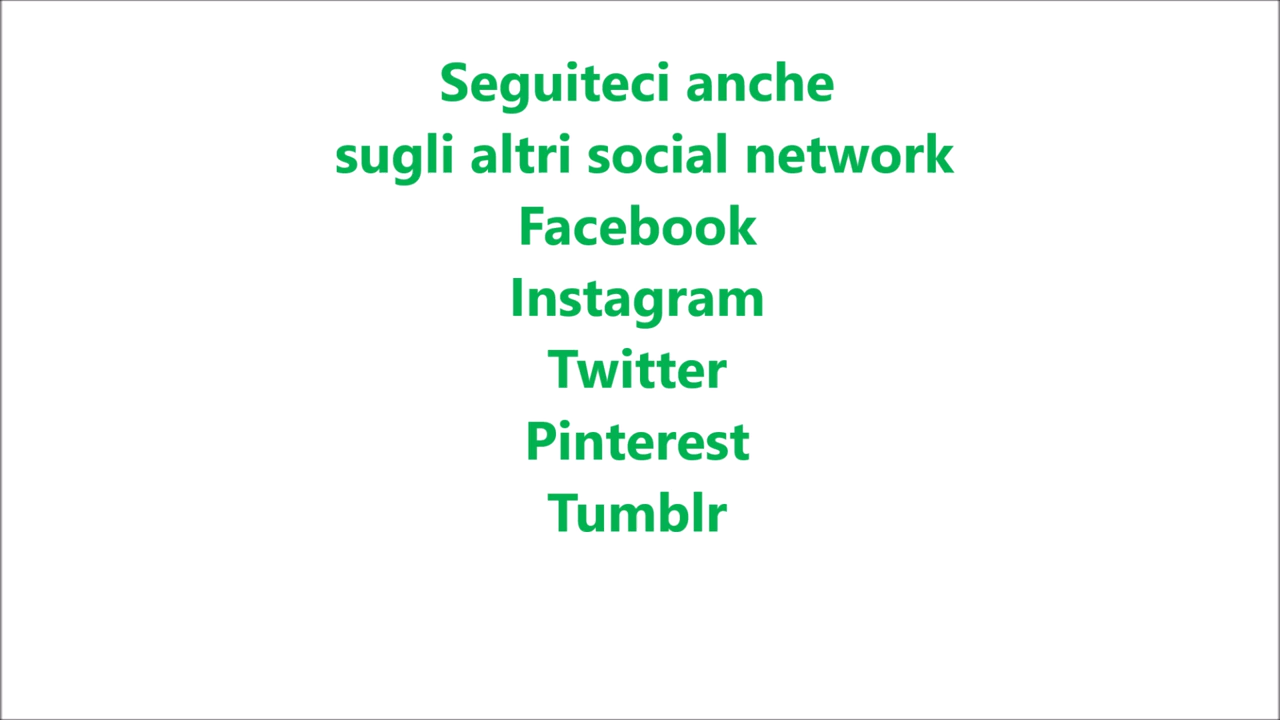 Seguiteci anche
sugli altri social network
Facebook
Instagram
Twitter
Pinterest
Tumblr